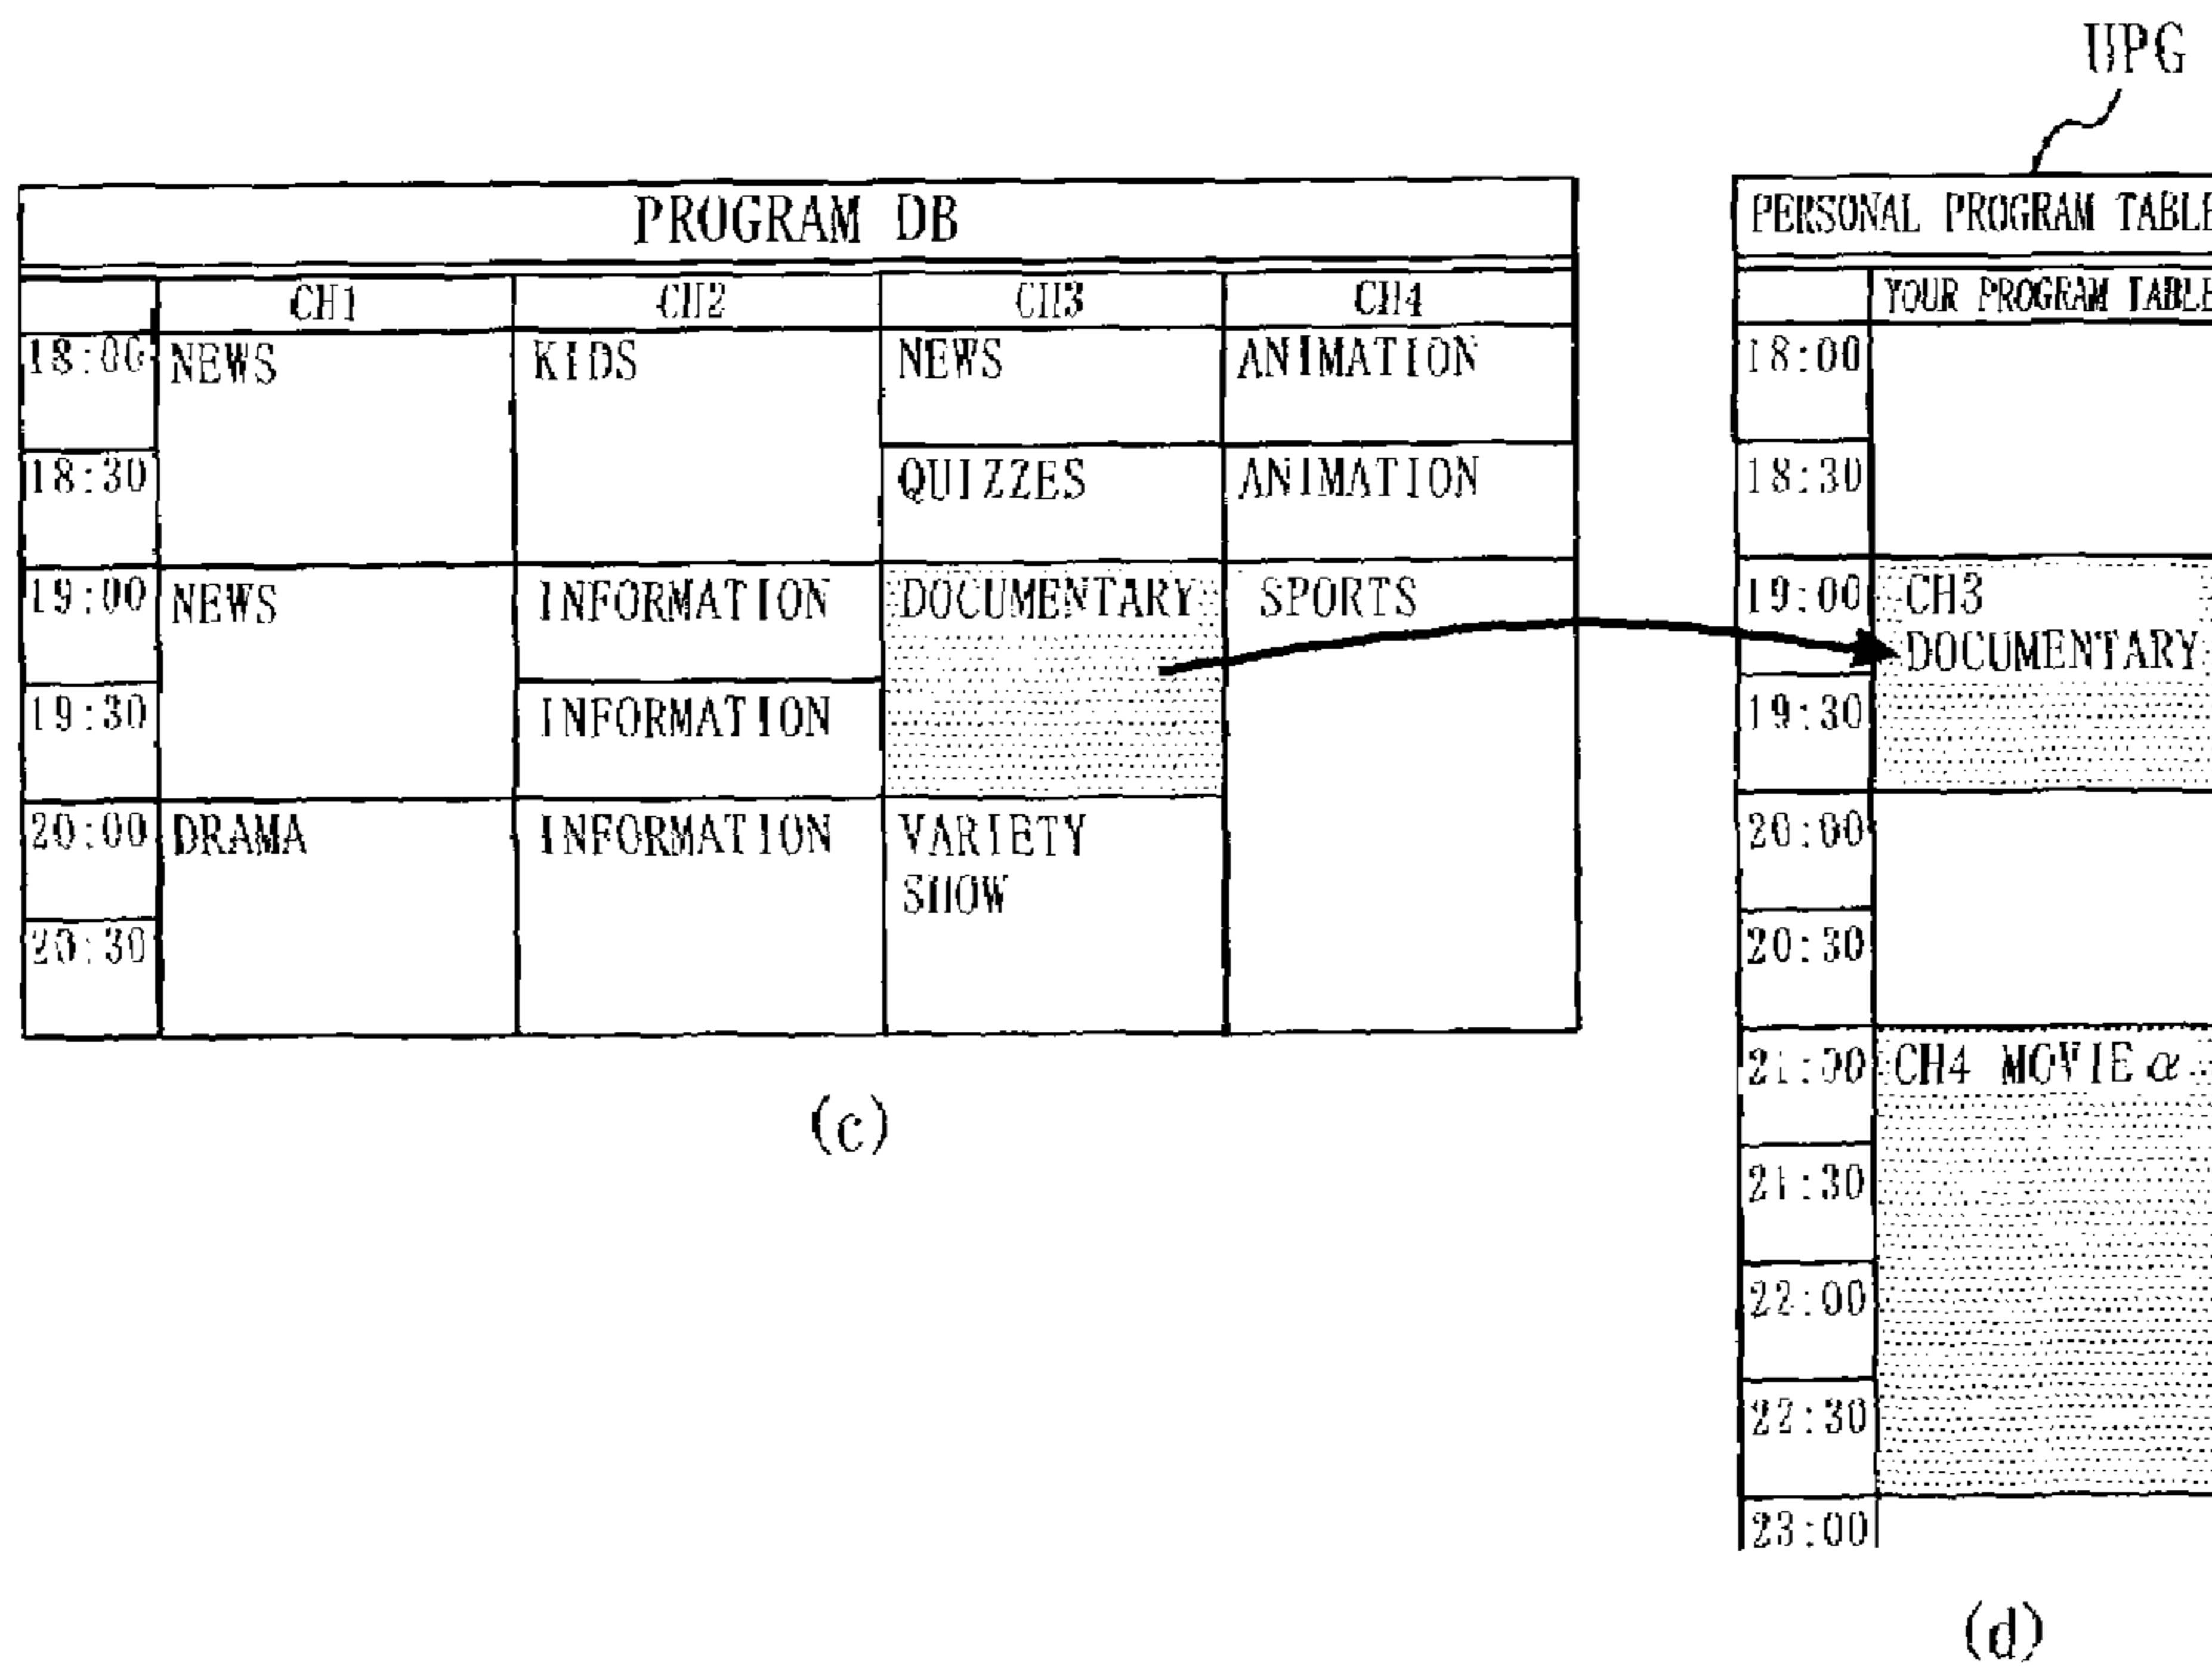 UPG
PROGRAM DB
CH1 CH2 CH3 CH4
18:00 NEWS KIDS NEWS ANIMATION
18:30 QUIZZES ANIMATION
19:00 NEWS INFORMATION DOCUMENTARY SPORTS
19:30 INFORMATION
20:00 DRAMA INFORMATION VARIETY
SHOW
20:30
(c)
PERSONAL PROGRAM TABLE
YOUR PROGRAM TABLE
18:00
18:30
19:00 CH3
DOCUMENTARY
19:30
20:00
20:30
21:00 CH4 MOVIE α
21:30
22:00
22:30
23:00
(d)